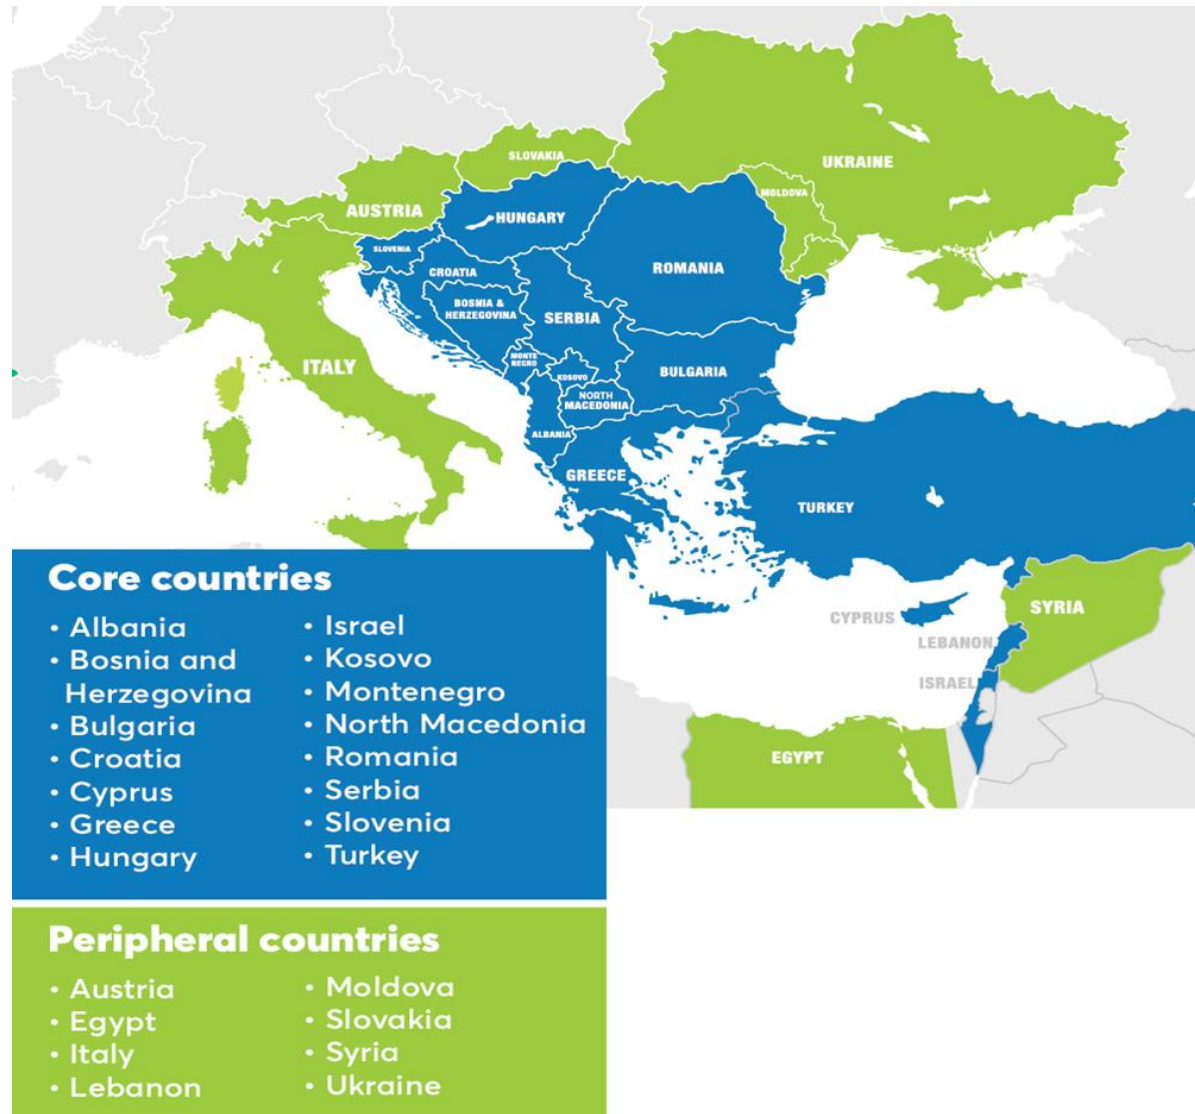 SLOVAKIA
UKRAINE
MOLDOVA
AUSTRIA
HUNGARY
SLOVENIA
CROATIA
ROMANIA
BOSNIA &
HERZEGOVINA
SERBIA
MONTE
NEGRO
ITALY
KOSOVO
BULGARIA
NORTH
MACEDONIA
ALBANIA
GREECE
TURKEY
CYPRUS
SYRIA
LEBANON
ISRAEL
EGYPT
Core countries
• Albania
• Bosnia and
Herzegovina
• Bulgaria
• Croatia
• Cyprus
• Greece
• Hungary
• Israel
• Kosovo
• Montenegro
• North Macedonia
• Romania
• Serbia
• Slovenia
• Turkey
Peripheral countries
• Austria
• Egypt
• Italy
• Lebanon
• Moldova
• Slovakia
• Syria
• Ukraine